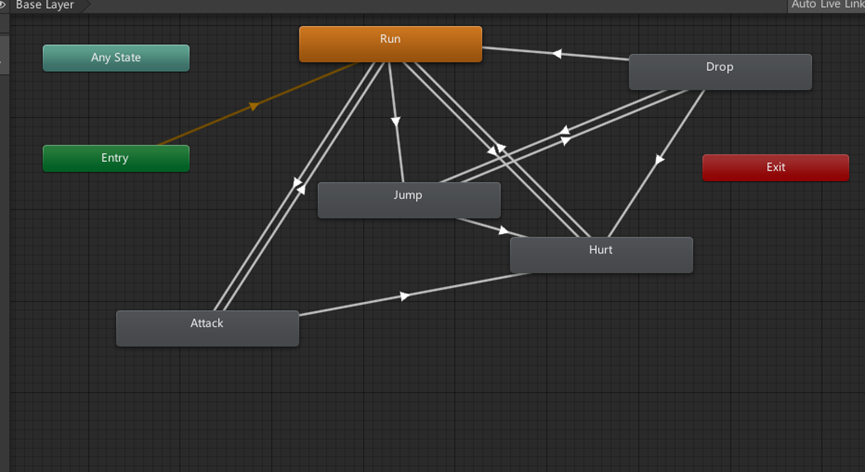 Base Layer
Auto Live Link
Run
Any State
Drop
Entry
Exit
Jump
Hurt
Attack